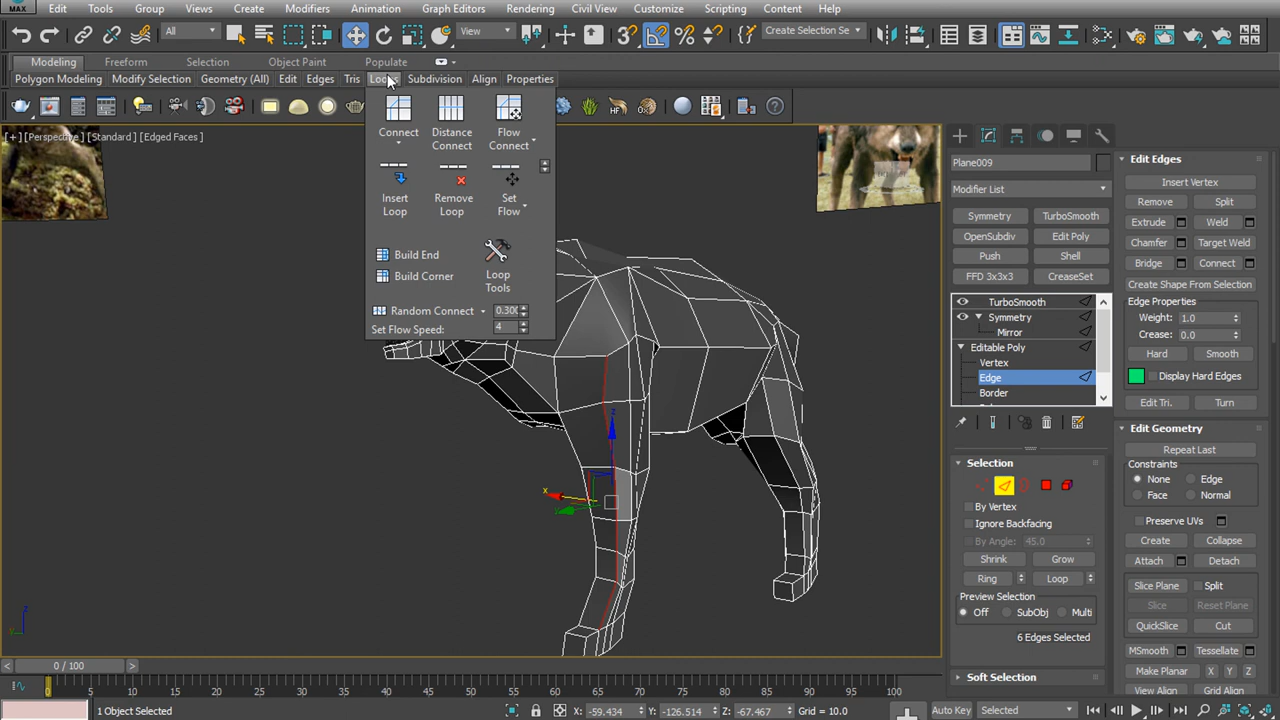 MAX
Edit Tools Group Views Create Modifiers Animation Graph Editors Rendering Civil View Customize Scripting Content Help
All View Create Selection Se
Modeling Freeform Selection Object Paint Populate
Polygon Modeling Modify Selection Geometry (All) Edit Edges Tris Loops Subdivision Align Properties
Connect Distance Connect Flow Connect
Insert Loop Remove Loop Set Flow
Build End
Build Corner
Loop Tools
Random Connect 0.300
Set Flow Speed: 4
[+] [Perspective] [Standard] [Edged Faces]
Plane009
Modifier List
Symmetry TurboSmooth
OpenSubdiv Edit Poly
Push Shell
FFD 3x3x3 CreaseSet
TurboSmooth
Symmetry
Mirror
Editable Poly
Vertex
Edge
Border
Selection
By Vertex
Ignore Backfacing
By Angle: 45.0
Shrink Grow
Ring Loop
Preview Selection
Off SubObj Multi
6 Edges Selected
Soft Selection
Edit Edges
Insert Vertex
Remove Split
Extrude Weld
Chamfer Target Weld
Bridge Connect
Create Shape From Selection
Edge Properties
Weight: 1.0
Crease: 0.0
Hard Smooth
Display Hard Edges
Edit Tri. Turn
Edit Geometry
Repeat Last
Constraints
None Edge
Face Normal
Preserve UVs
Create Collapse
Attach Detach
Slice Plane Split
Slice Reset Plane
QuickSlice Cut
MSmooth Tessellate
Make Planar X Y Z
View Align Grid Align
x
z
z
y
< 0 / 100 >
0 5 10 15 20 25 30 35 40 45 50 55 60 65 70 75 80 85 90 95 100
1 Object Selected X: -59.434 Y: -126.514 Z: -67.467 Grid = 10.0 Auto Key Selected